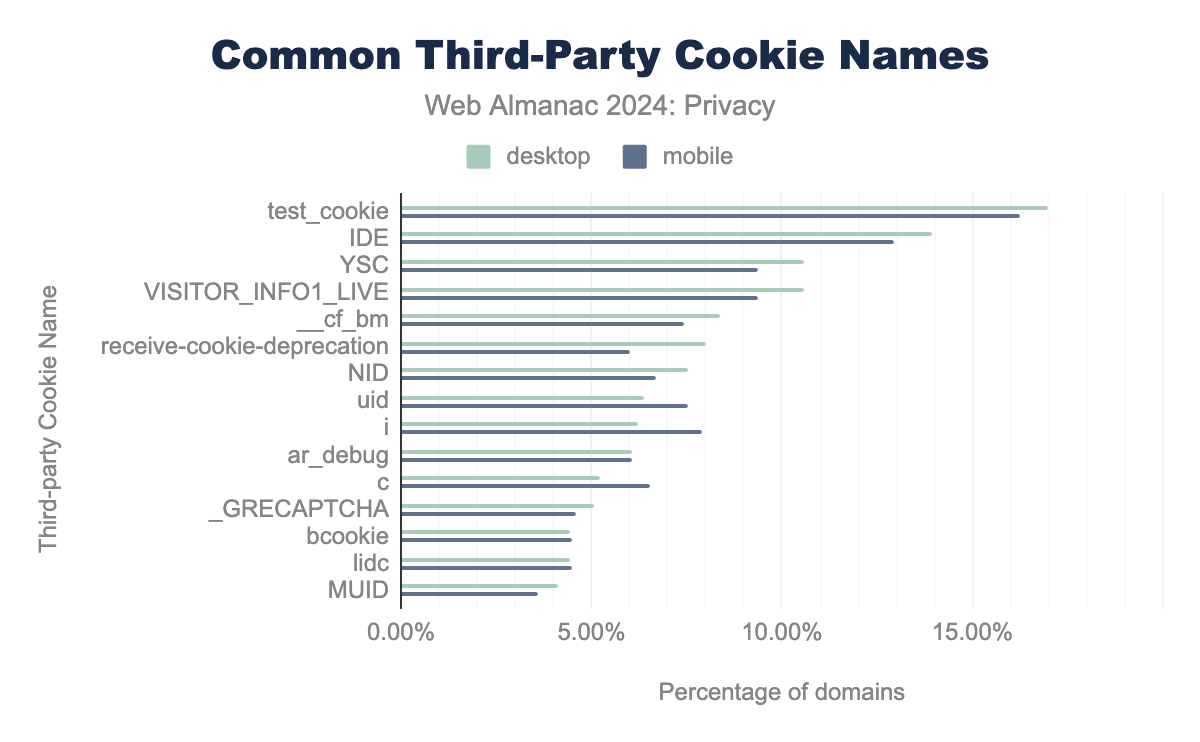 Common Third-Party Cookie Names
Web Almanac 2024: Privacy
desktop mobile
Third-party Cookie Name
test_cookie
IDE
YSC
VISITOR_INFO1_LIVE
__cf_bm
receive-cookie-deprecation
NID
uid
i
ar_debug
c
_GRECAPTCHA
bcookie
lidc
MUID
0.00% 5.00% 10.00% 15.00%
Percentage of domains